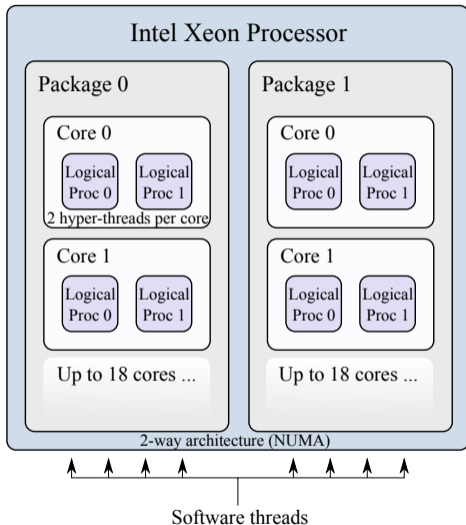 Intel Xeon Processor
Package 0
Core 0
Logical
Proc 0
Logical
Proc 1
2 hyper-threads per core
Core 1
Logical
Proc 0
Logical
Proc 1
Up to 18 cores ...
Package 1
Core 0
Logical
Proc 0
Logical
Proc 1
Core 1
Logical
Proc 0
Logical
Proc 1
Up to 18 cores ...
2-way architecture (NUMA)
Software threads